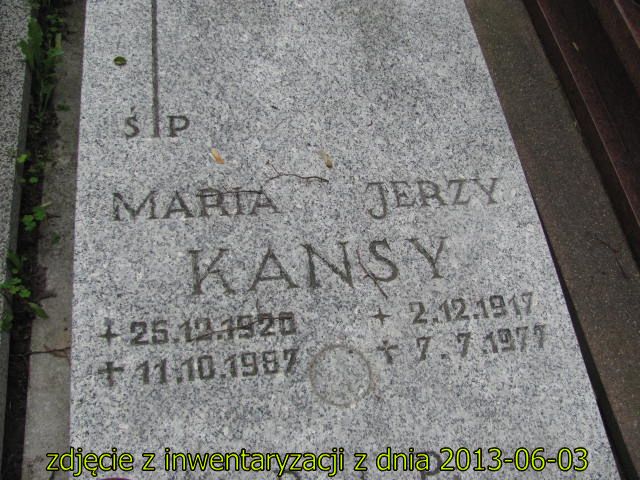 Ś P
MARIA JERZY
KANSY
+ 25.12.1920 + 2.12.1917
+ 11.10.1987 + 7.7.1977
zdjęcie z inwentaryzacji z dnia 2013-06-03